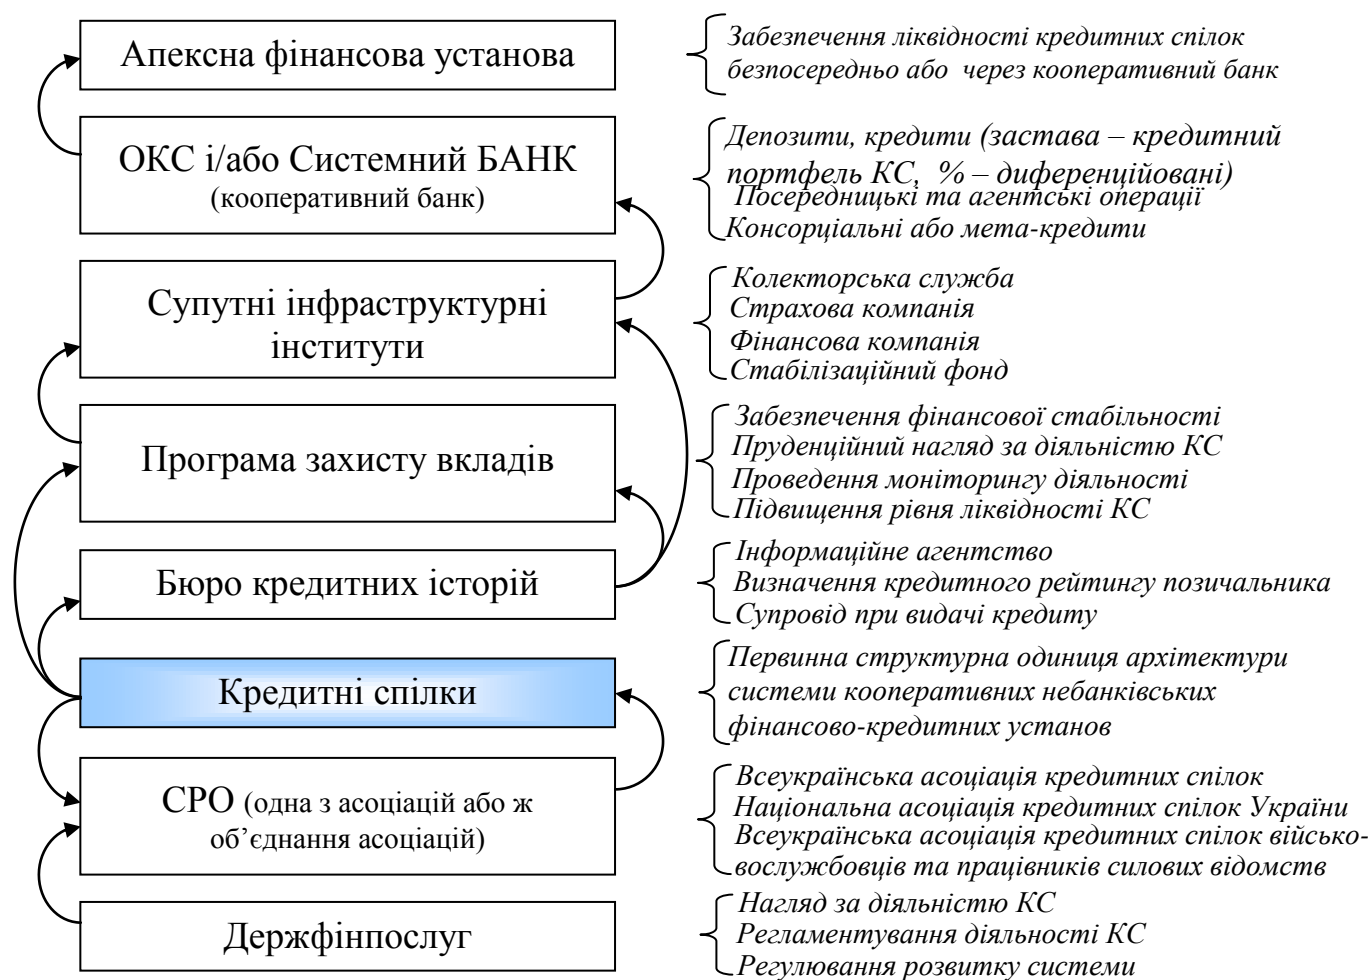 Апексна фінансова установа
Забезпечення ліквідності кредитних спілок
безпосередньо або через кооперативний банк
ОКС і/або Системний БАНК
(кооперативний банк)
Депозити, кредити (застава – кредитний
портфель КС, % – диференційовані)
Посередницькі та агентські операції
Консорціальні або мета-кредити
Супутні інфраструктурні
інститути
Колекторська служба
Страхова компанія
Фінансова компанія
Стабілізаційний фонд
Програма захисту вкладів
Забезпечення фінансової стабільності
Пруденційний нагляд за діяльністю КС
Проведення моніторингу діяльності
Підвищення рівня ліквідності КС
Бюро кредитних історій
Інформаційне агентство
Визначення кредитного рейтингу позичальника
Супровід при видачі кредиту
Кредитні спілки
Первинна структурна одиниця архітектури
системи кооперативних небанківських
фінансово-кредитних установ
СРО (одна з асоціацій або ж
об’єднання асоціацій)
Всеукраїнська асоціація кредитних спілок
Національна асоціація кредитних спілок України
Всеукраїнська асоціація кредитних спілок військо-
вослужбовців та працівників силових відомств
Держфінпослуг
Нагляд за діяльністю КС
Регламентування діяльності КС
Регулювання розвитку системи